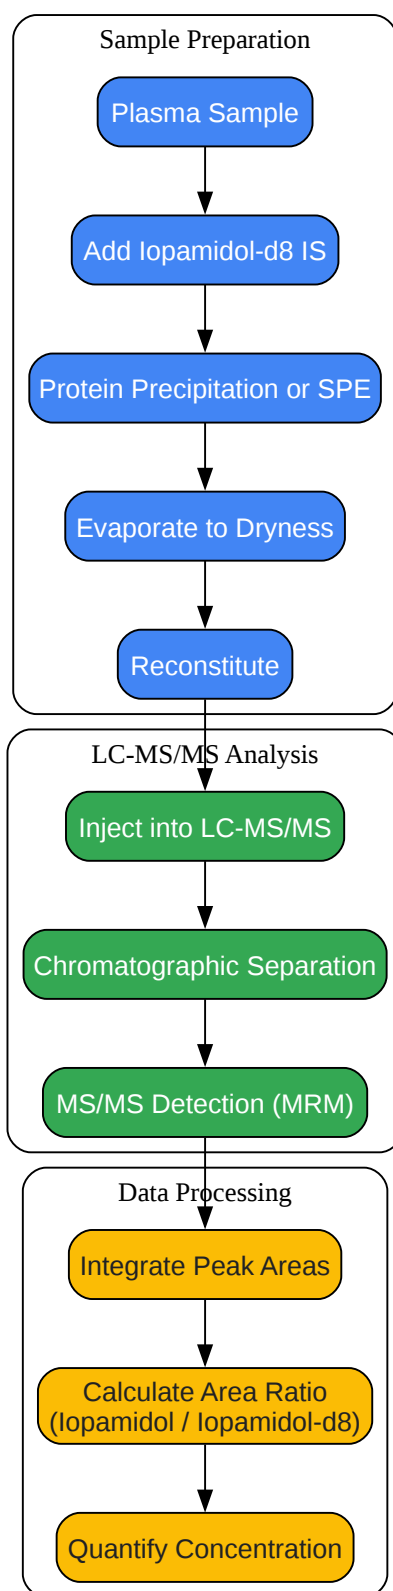 Sample Preparation
Plasma Sample
Add Iopamidol-d8 IS
Protein Precipitation or SPE
Evaporate to Dryness
Reconstitute
LC-MS/MS Analysis
Inject into LC-MS/MS
Chromatographic Separation
MS/MS Detection (MRM)
Data Processing
Integrate Peak Areas
Calculate Area Ratio
(Iopamidol / Iopamidol-d8)
Quantify Concentration